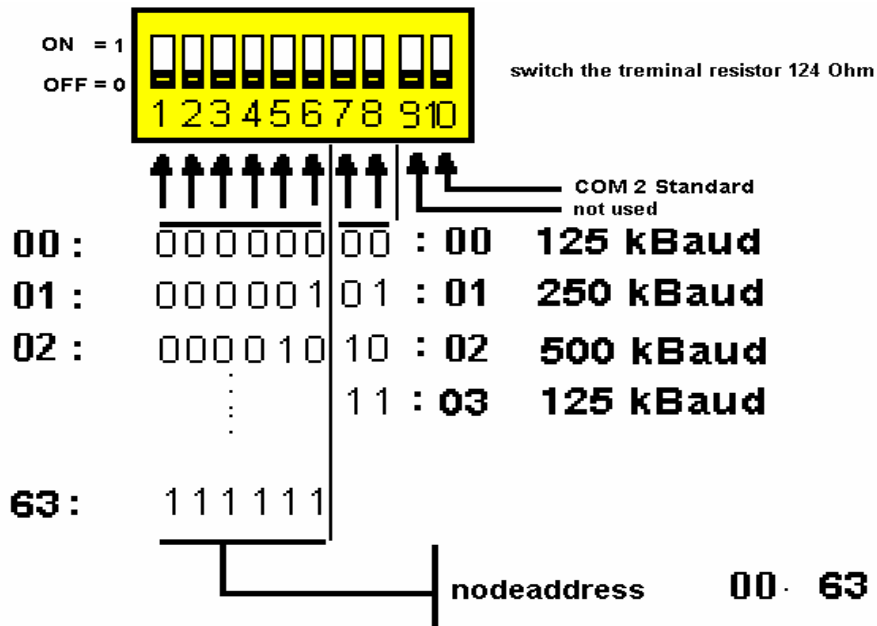 ON = 1
OFF = 0
switch the treminal resistor 124 Ohm
1 2 3 4 5 6 7 8 9 10
COM 2 Standard
not used
00 : 000000 00 : 00 125 kBaud
01 : 000001 01 : 01 250 kBaud
02 : 000010 10 : 02 500 kBaud
11 : 03 125 kBaud
63 : 111111
nodeaddress 00 · 63